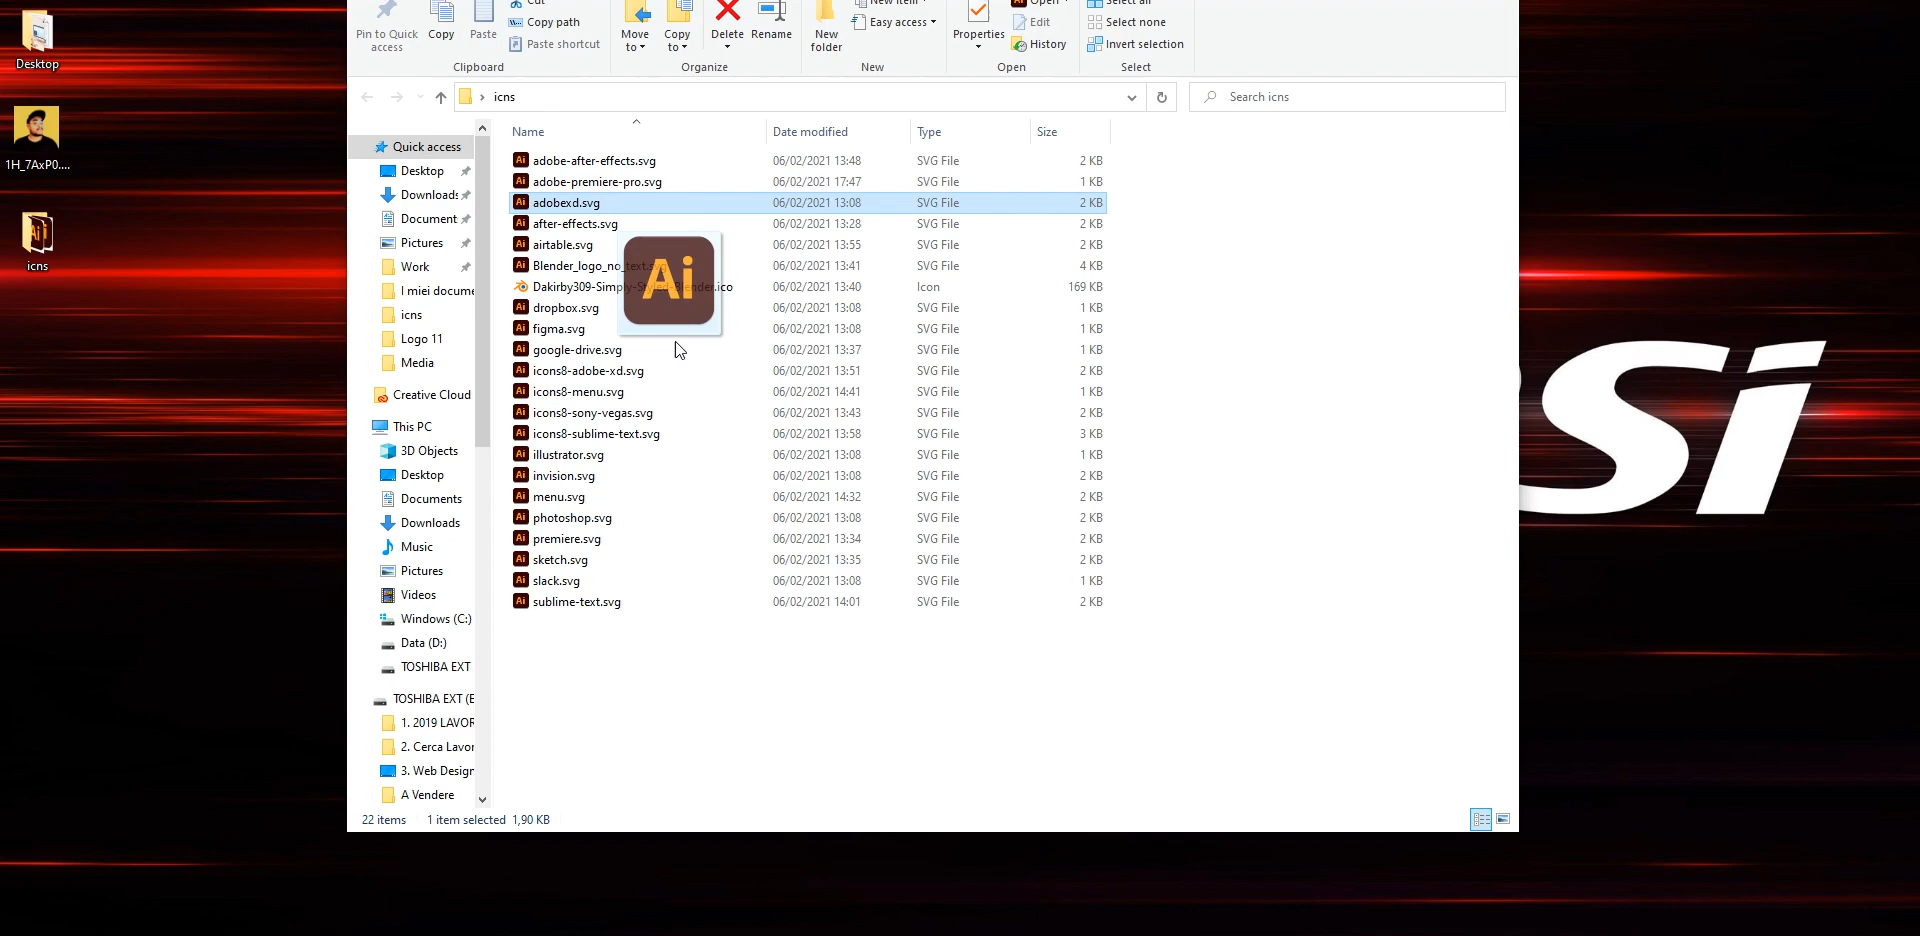 Cut
New item
Open
Select all
Pin to Quick access
Copy
Paste
Copy path
Paste shortcut
Move to
Copy to
Delete
Rename
New folder
Easy access
Properties
Edit
History
Select none
Invert selection
Clipboard
Organize
New
Open
Select
icns
Search icns
Name
Date modified
Type
Size
adobe-after-effects.svg 06/02/2021 13:48 SVG File 2 KB
adobe-premiere-pro.svg 06/02/2021 17:47 SVG File 1 KB
adobexd.svg 06/02/2021 13:08 SVG File 2 KB
after-effects.svg 06/02/2021 13:28 SVG File 2 KB
airtable.svg 06/02/2021 13:55 SVG File 2 KB
Blender_logo_no_text.svg 06/02/2021 13:41 SVG File 4 KB
Dakirby309-Simply-Styled-Blender.ico 06/02/2021 13:40 Icon 169 KB
dropbox.svg 06/02/2021 13:08 SVG File 1 KB
figma.svg 06/02/2021 13:08 SVG File 1 KB
google-drive.svg 06/02/2021 13:37 SVG File 1 KB
icons8-adobe-xd.svg 06/02/2021 13:51 SVG File 2 KB
icons8-menu.svg 06/02/2021 14:41 SVG File 1 KB
icons8-sony-vegas.svg 06/02/2021 13:43 SVG File 2 KB
icons8-sublime-text.svg 06/02/2021 13:58 SVG File 3 KB
illustrator.svg 06/02/2021 13:08 SVG File 1 KB
invision.svg 06/02/2021 13:08 SVG File 2 KB
menu.svg 06/02/2021 14:32 SVG File 2 KB
photoshop.svg 06/02/2021 13:08 SVG File 2 KB
premiere.svg 06/02/2021 13:34 SVG File 2 KB
sketch.svg 06/02/2021 13:35 SVG File 2 KB
slack.svg 06/02/2021 13:08 SVG File 1 KB
sublime-text.svg 06/02/2021 14:01 SVG File 2 KB
Ai
Quick access
Desktop
Downloads
Document
Pictures
Work
I miei docume
icns
Logo 11
Media
Creative Cloud
This PC
3D Objects
Desktop
Documents
Downloads
Music
Pictures
Videos
Windows (C:)
Data (D:)
TOSHIBA EXT
TOSHIBA EXT (E
1. 2019 LAVOR
2. Cerca Lavor
3. Web Design
A Vendere
22 items
1 item selected 1,90 KB
Desktop
1H_7AxP0....
icns
Si